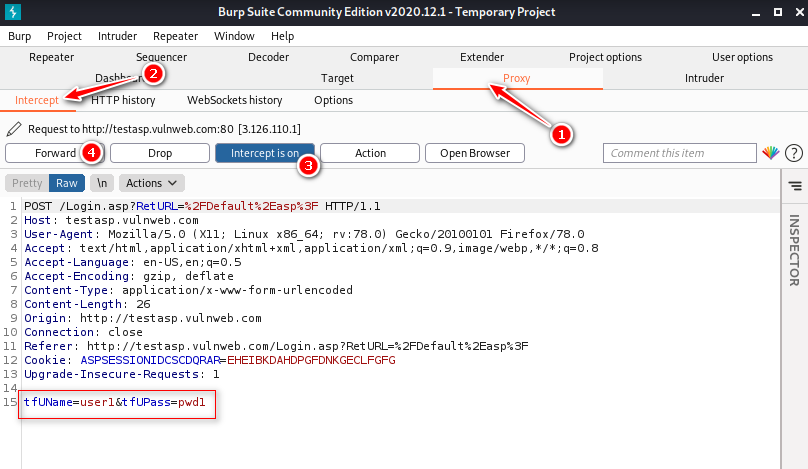 Burp Suite Community Edition v2020.12.1 - Temporary Project
Burp Project Intruder Repeater Window Help
Repeater Sequencer Decoder Comparer Extender Project options User options
Target Proxy Intruder
2
Intercept HTTP history WebSockets history Options
1
Request to http://testasp.vulnweb.com:80 [3.126.110.1]
Forward 4 Drop Intercept is on Action Open Browser Comment this item ?
3
Pretty Raw \n Actions
INSPECTOR
1 POST /Login.asp?RetURL=%2FDefault%2Easp%3F HTTP/1.1
2 Host: testasp.vulnweb.com
3 User-Agent: Mozilla/5.0 (X11; Linux x86_64; rv:78.0) Gecko/20100101 Firefox/78.0
4 Accept: text/html,application/xhtml+xml,application/xml;q=0.9,image/webp,*/*;q=0.8
5 Accept-Language: en-US,en;q=0.5
6 Accept-Encoding: gzip, deflate
7 Content-Type: application/x-www-form-urlencoded
8 Content-Length: 26
9 Origin: http://testasp.vulnweb.com
10 Connection: close
11 Referer: http://testasp.vulnweb.com/Login.asp?RetURL=%2FDefault%2Easp%3F
12 Cookie: ASPSESSIONIDCSCDQRAR=EHEIBKDAHDPGFDNKGECLFGFG
13 Upgrade-Insecure-Requests: 1
14
15 tfUName=user1&tfUPass=pwd1